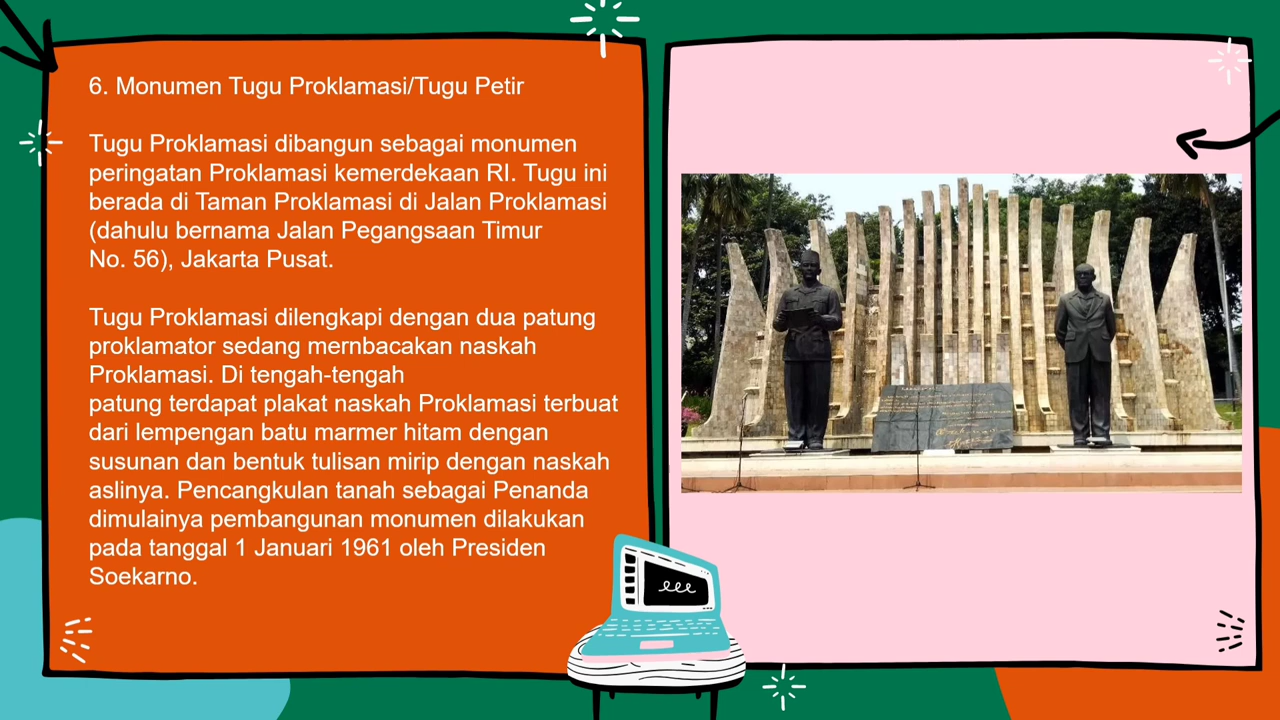 6. Monumen Tugu Proklamasi/Tugu Petir
Tugu Proklamasi dibangun sebagai monumen
peringatan Proklamasi kemerdekaan RI. Tugu ini
berada di Taman Proklamasi di Jalan Proklamasi
(dahulu bernama Jalan Pegangsaan Timur
No. 56), Jakarta Pusat.
Tugu Proklamasi dilengkapi dengan dua patung
proklamator sedang mernbacakan naskah
Proklamasi. Di tengah-tengah
patung terdapat plakat naskah Proklamasi terbuat
dari lempengan batu marmer hitam dengan
susunan dan bentuk tulisan mirip dengan naskah
aslinya. Pencangkulan tanah sebagai Penanda
dimulainya pembangunan monumen dilakukan
pada tanggal 1 Januari 1961 oleh Presiden
Soekarno.